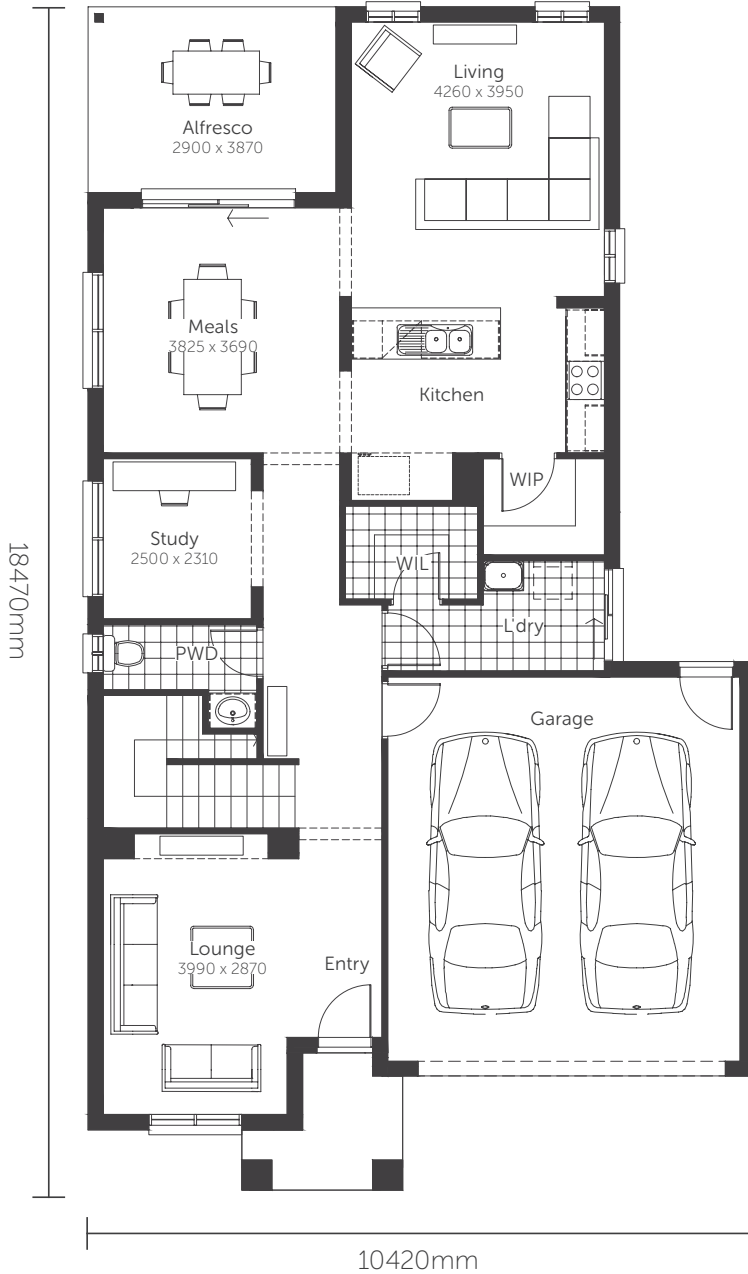 Living
4260 x 3950
Alfresco
2900 x 3870
Meals
3825 x 3690
Kitchen
WIP
Study
2500 x 2310
WIL
L'dry
PWD
18470mm
Garage
Lounge
3990 x 2870
Entry
10420mm